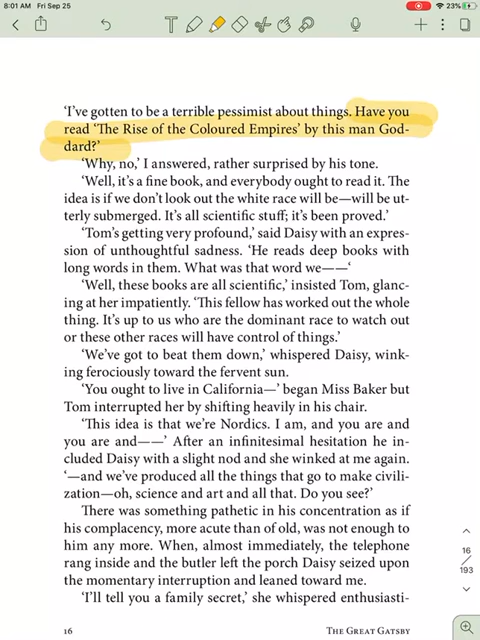 8:01 AM Fri Sep 25
23%
‘I’ve gotten to be a terrible pessimist about things. Have you
read ‘The Rise of the Coloured Empires’ by this man God-
dard?’
‘Why, no,’ I answered, rather surprised by his tone.
‘Well, it’s a fine book, and everybody ought to read it. The
idea is if we don’t look out the white race will be—will be ut-
terly submerged. It’s all scientific stuff; it’s been proved.’
‘Tom’s getting very profound,’ said Daisy with an expres-
sion of unthoughtful sadness. ‘He reads deep books with
long words in them. What was that word we——‘
‘Well, these books are all scientific,’ insisted Tom, glanc-
ing at her impatiently. ‘This fellow has worked out the whole
thing. It’s up to us who are the dominant race to watch out
or these other races will have control of things.’
‘We’ve got to beat them down,’ whispered Daisy, wink-
ing ferociously toward the fervent sun.
‘You ought to live in California—’ began Miss Baker but
Tom interrupted her by shifting heavily in his chair.
‘This idea is that we’re Nordics. I am, and you are and
you are and——’ After an infinitesimal hesitation he in-
cluded Daisy with a slight nod and she winked at me again.
‘—and we’ve produced all the things that go to make civili-
zation—oh, science and art and all that. Do you see?’
There was something pathetic in his concentration as if
his complacency, more acute than of old, was not enough to
him any more. When, almost immediately, the telephone
rang inside and the butler left the porch Daisy seized upon
the momentary interruption and leaned toward me.
‘I’ll tell you a family secret,’ she whispered enthusiasti-
16
193
16 The Great Gatsby